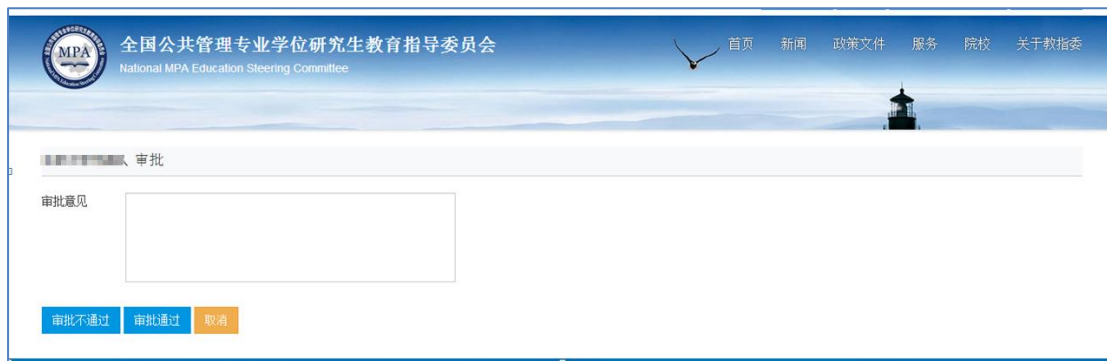 MPA
全国公共管理专业学位研究生教育指导委员会
National MPA Education Steering Committee
首页 新闻 政策文件 服务 院校 关于教指委
审批
审批意见
审批不通过 审批通过 取消